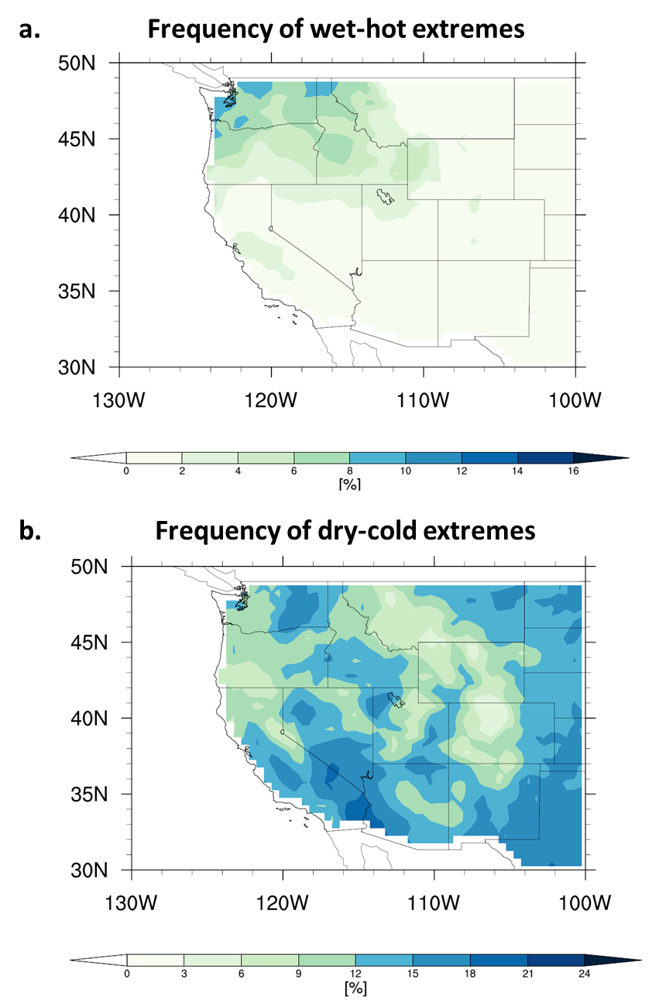 a. Frequency of wet-hot extremes
50N
45N
40N
35N
30N
130W 120W 110W 100W
0 2 4 6 8 10 12 14 16
[%]
b. Frequency of dry-cold extremes
50N
45N
40N
35N
30N
130W 120W 110W 100W
0 3 6 9 12 15 18 21 24
[%]